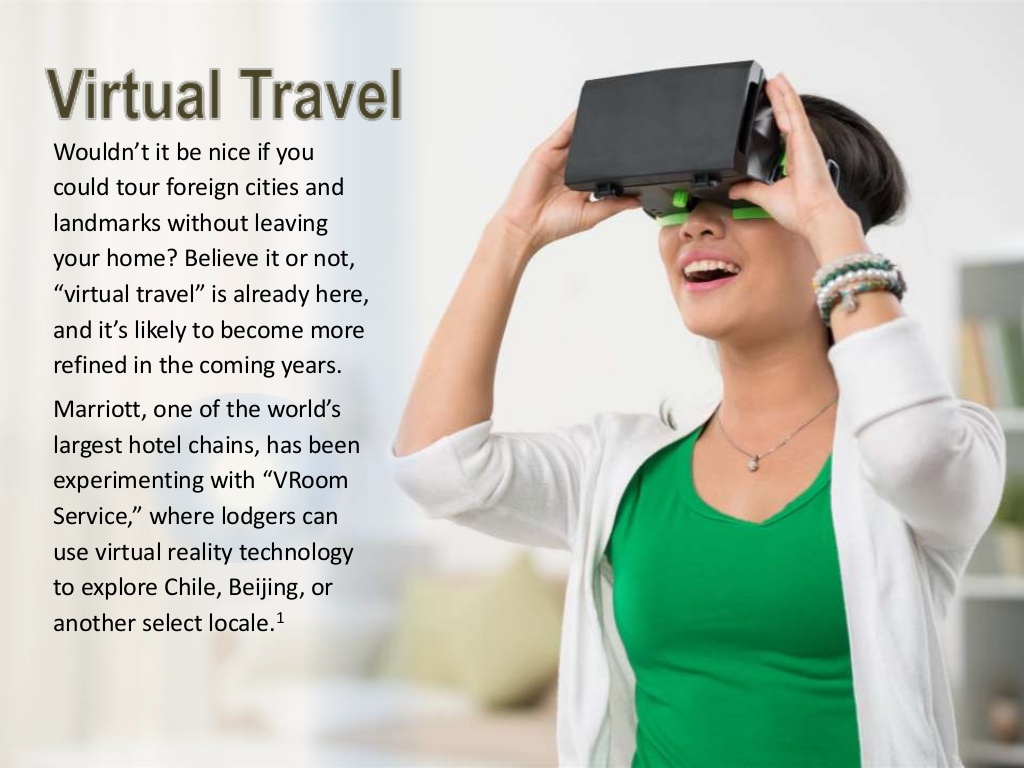 Virtual Travel
Wouldn’t it be nice if you
could tour foreign cities and
landmarks without leaving
your home? Believe it or not,
“virtual travel” is already here,
and it’s likely to become more
refined in the coming years.
Marriott, one of the world’s
largest hotel chains, has been
experimenting with “VRoom
Service,” where lodgers can
use virtual reality technology
to explore Chile, Beijing, or
another select locale.¹